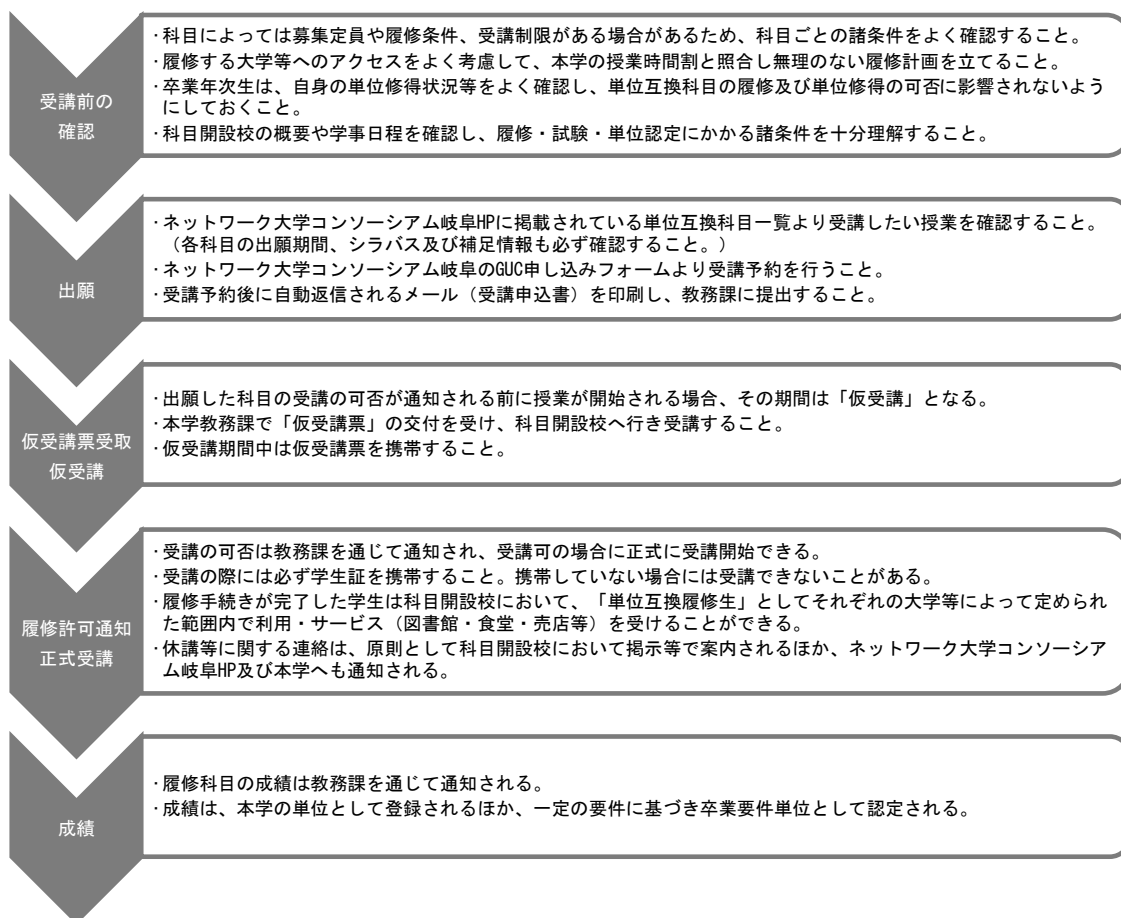 受講前の
確認
･科目によっては募集定員や履修条件、受講制限がある場合があるため、科目ごとの諸条件をよく確認すること。
･履修する大学等へのアクセスをよく考慮して、本学の授業時間割と照合し無理のない履修計画を立てること。
･卒業年次生は、自身の単位修得状況等をよく確認し、単位互換科目の履修及び単位修得の可否に影響されないよう
にしておくこと。
･科目開設校の概要や学事日程を確認し、履修・試験・単位認定にかかる諸条件を十分理解すること。
出願
･ネットワーク大学コンソーシアム岐阜HPに掲載されている単位互換科目一覧より受講したい授業を確認すること。
（各科目の出願期間、シラバス及び補足情報も必ず確認すること。）
･ネットワーク大学コンソーシアム岐阜のGUC申し込みフォームより受講予約を行うこと。
･受講予約後に自動返信されるメール（受講申込書）を印刷し、教務課に提出すること。
仮受講票受取
仮受講
･出願した科目の受講の可否が通知される前に授業が開始される場合、その期間は「仮受講」となる。
･本学教務課で「仮受講票」の交付を受け、科目開設校へ行き受講すること。
･仮受講期間中は仮受講票を携帯すること。
履修許可通知
正式受講
･受講の可否は教務課を通じて通知され、受講可の場合に正式に受講開始できる。
･受講の際には必ず学生証を携帯すること。携帯していない場合には受講できないことがある。
･履修手続きが完了した学生は科目開設校において、「単位互換履修生」としてそれぞれの大学等によって定められ
た範囲内で利用・サービス（図書館・食堂・売店等）を受けることができる。
･休講等に関する連絡は、原則として科目開設校において掲示等で案内されるほか、ネットワーク大学コンソーシア
ム岐阜HP及び本学へも通知される。
成績
･履修科目の成績は教務課を通じて通知される。
･成績は、本学の単位として登録されるほか、一定の要件に基づき卒業要件単位として認定される。